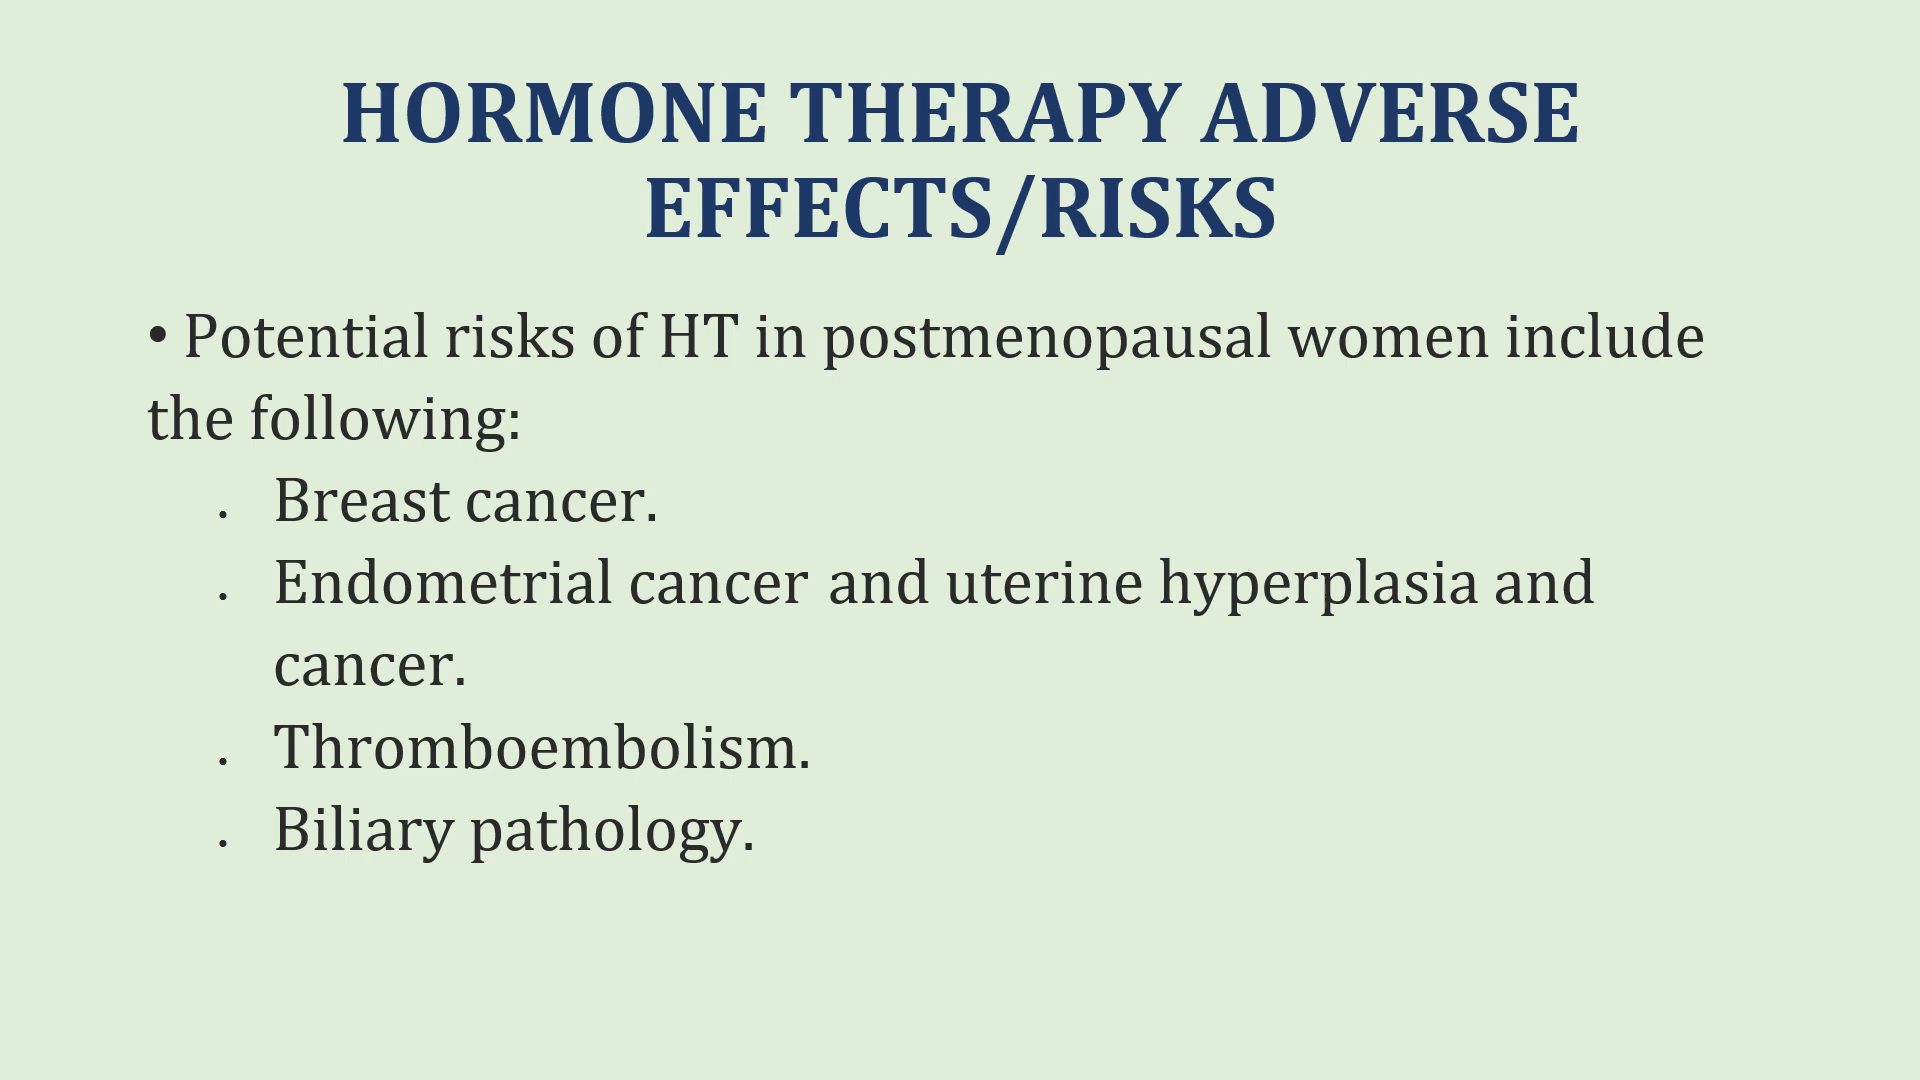 HORMONE THERAPY ADVERSE
EFFECTS/RISKS
• Potential risks of HT in postmenopausal women include
the following:
• Breast cancer.
• Endometrial cancer and uterine hyperplasia and
cancer.
• Thromboembolism.
• Biliary pathology.